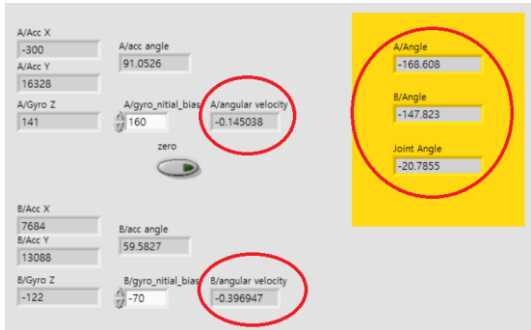 A/Acc X
-300
A/Acc Y
16328
A/Gyro Z
141
A/acc angle
91.0526
A/gyro_nitial_bias
160
A/angular velocity
-0.145038
zero
B/Acc X
7684
B/Acc Y
13088
B/Gyro Z
-122
B/acc angle
59.5827
B/gyro_nitial_bias
-70
B/angular velocity
-0.396947
A/Angle
-168.608
B/Angle
-147.823
Joint Angle
-20.7855